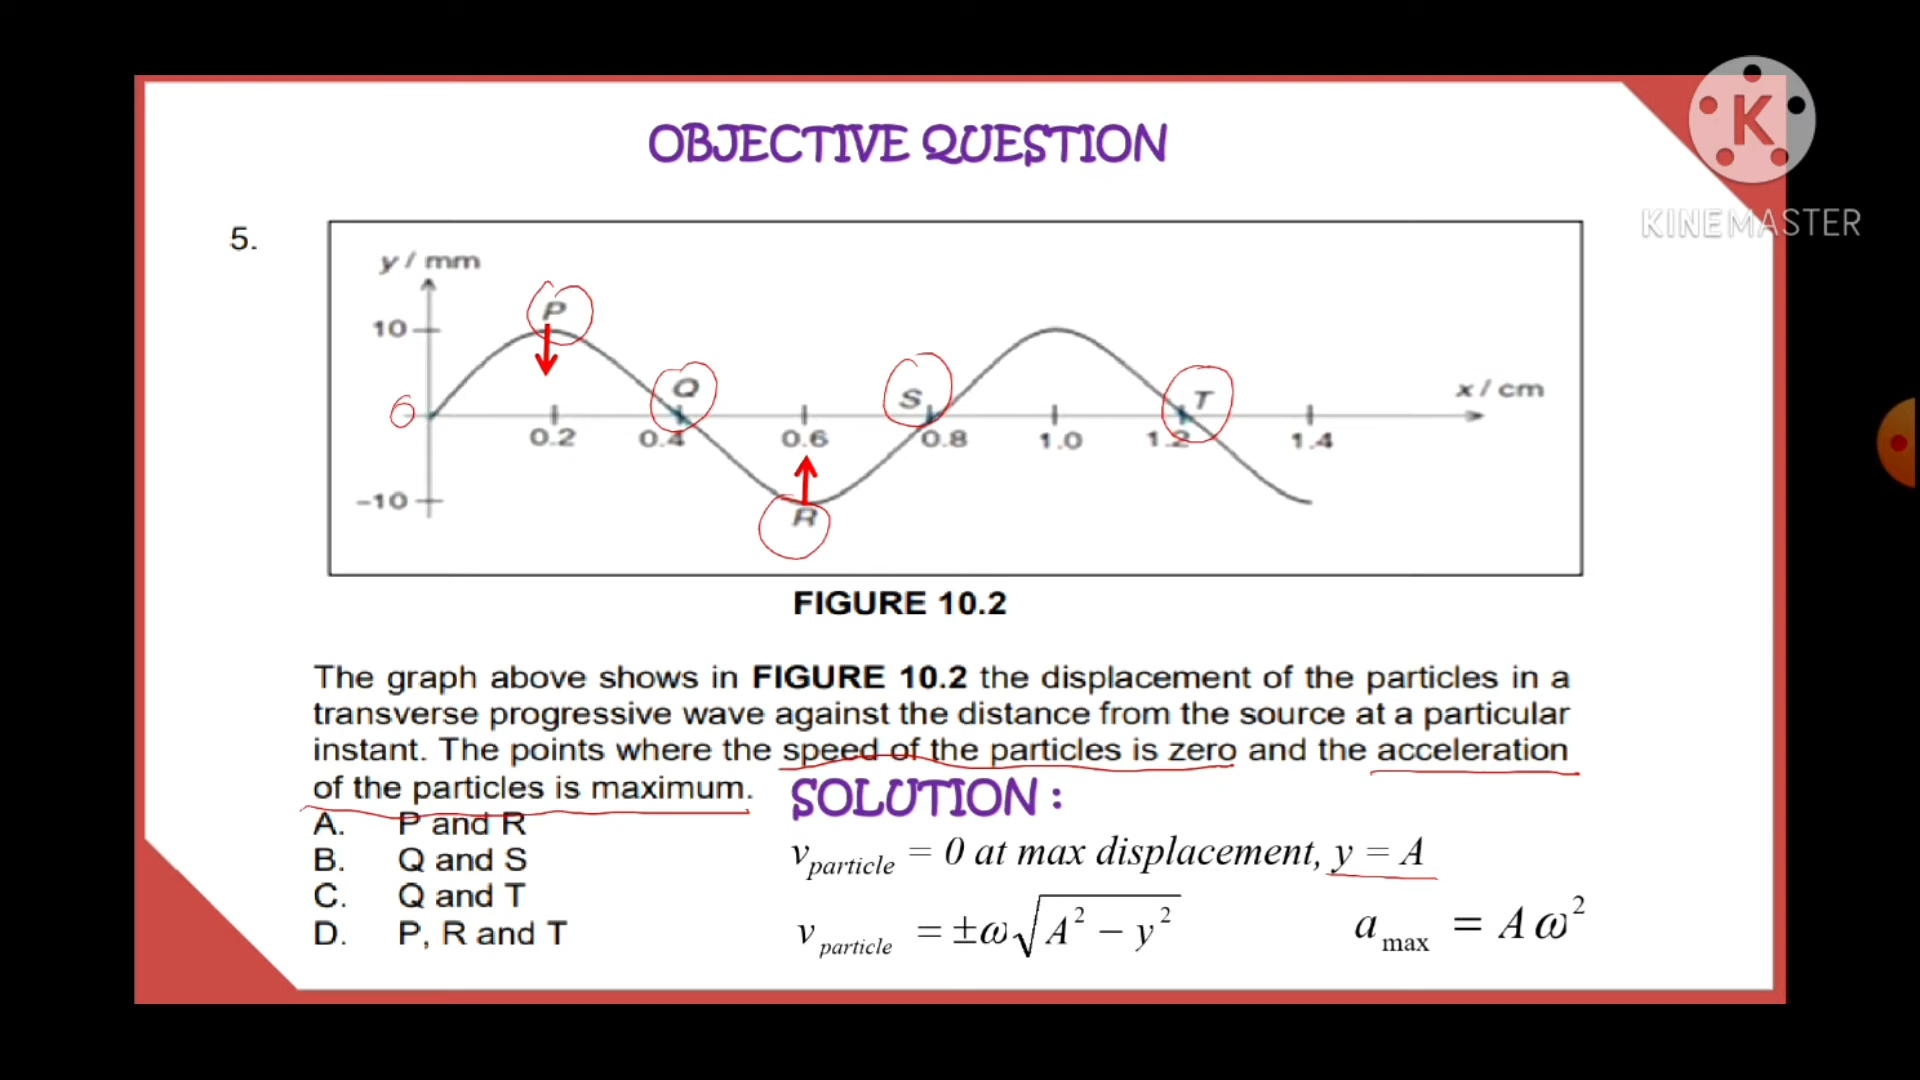 OBJECTIVE QUESTION
K
KINEMASTER
5.
y / mm
10
P
Q
S
T
x / cm
6
0.2
0.4
0.6
0.8
1.0
1.2
1.4
-10
R
FIGURE 10.2
The graph above shows in FIGURE 10.2 the displacement of the particles in a
transverse progressive wave against the distance from the source at a particular
instant. The points where the speed of the particles is zero and the acceleration
of the particles is maximum.
SOLUTION :
A. P and R
B. Q and S
C. Q and T
D. P, R and T
v_particle = 0 at max displacement, y = A
v_particle = ±ω√(A² − y²)
a_max = Aω²